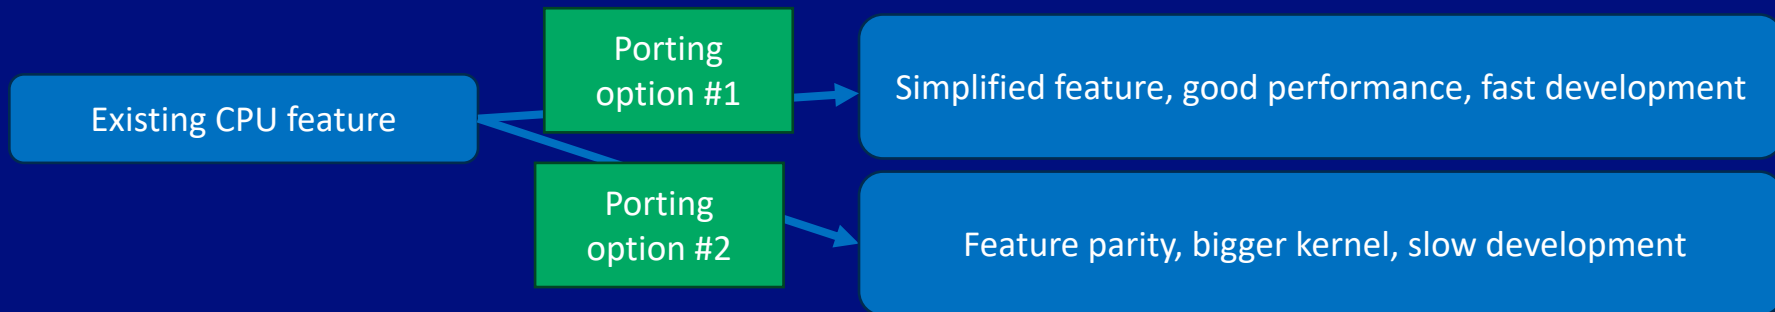 Existing CPU feature
Porting
option #1
Simplified feature, good performance, fast development
Porting
option #2
Feature parity, bigger kernel, slow development